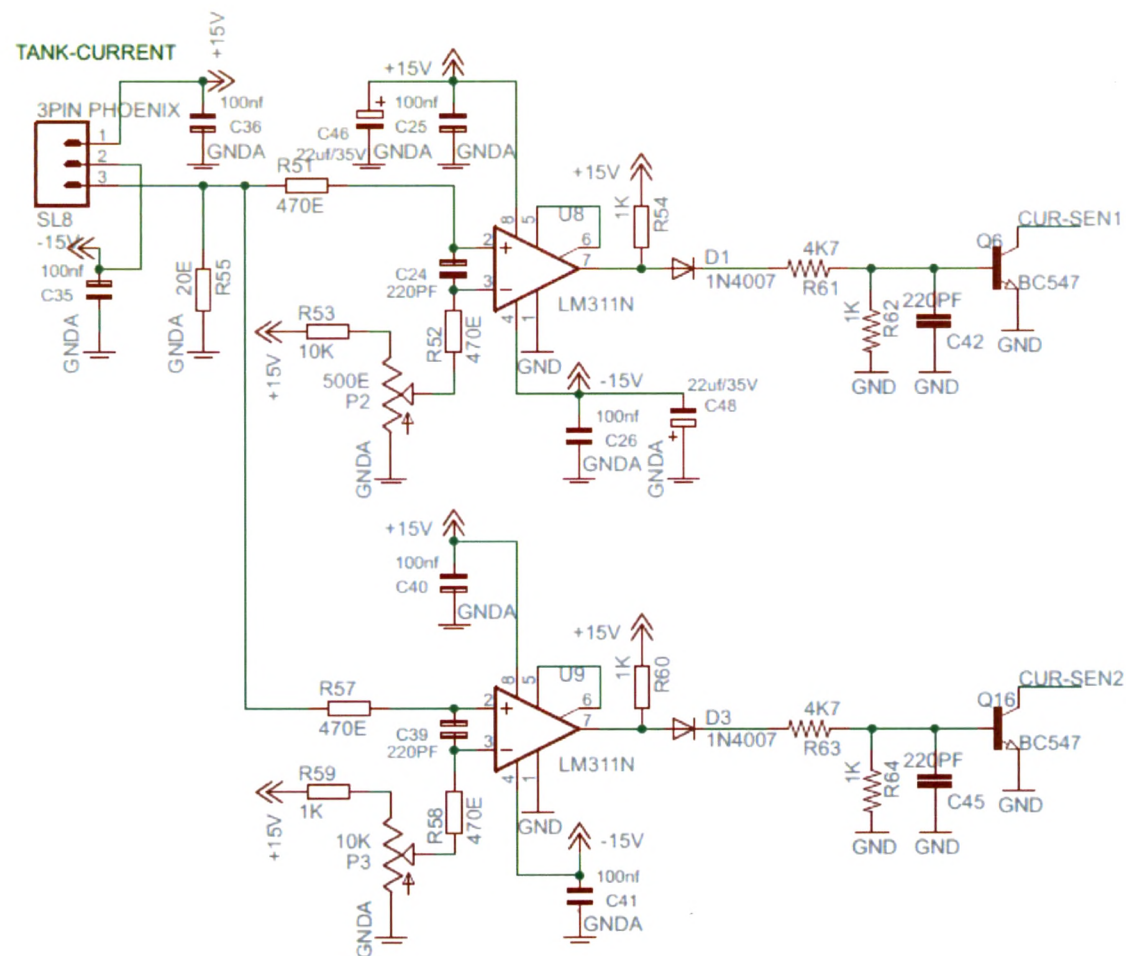 TANK-CURRENT
+15V
3PIN PHOENIX
1
2
3
SL8
-15V
100nf
C35
GNDA
100nf
C36
GNDA
20E
R55
GNDA
R51
470E
+15V
C46
22uf/35V
GNDA
100nf
C25
GNDA
C24
220PF
R52
470E
R53
10K
+15V
500E
P2
GNDA
2
3
8
5
6
7
4
1
U8
LM311N
GND
+15V
1K
R54
D1
1N4007
4K7
R61
1K
R62
GND
220PF
C42
GND
Q6
CUR-SEN1
BC547
GND
-15V
100nf
C26
GNDA
22uf/35V
C48
GNDA
+15V
100nf
C40
GNDA
R57
470E
C39
220PF
R58
470E
R59
1K
+15V
10K
P3
GNDA
2
3
8
5
6
7
4
1
U9
LM311N
GND
+15V
1K
R60
D3
1N4007
4K7
R63
1K
R64
GND
220PF
C45
GND
Q16
CUR-SEN2
BC547
GND
-15V
100nf
C41
GNDA